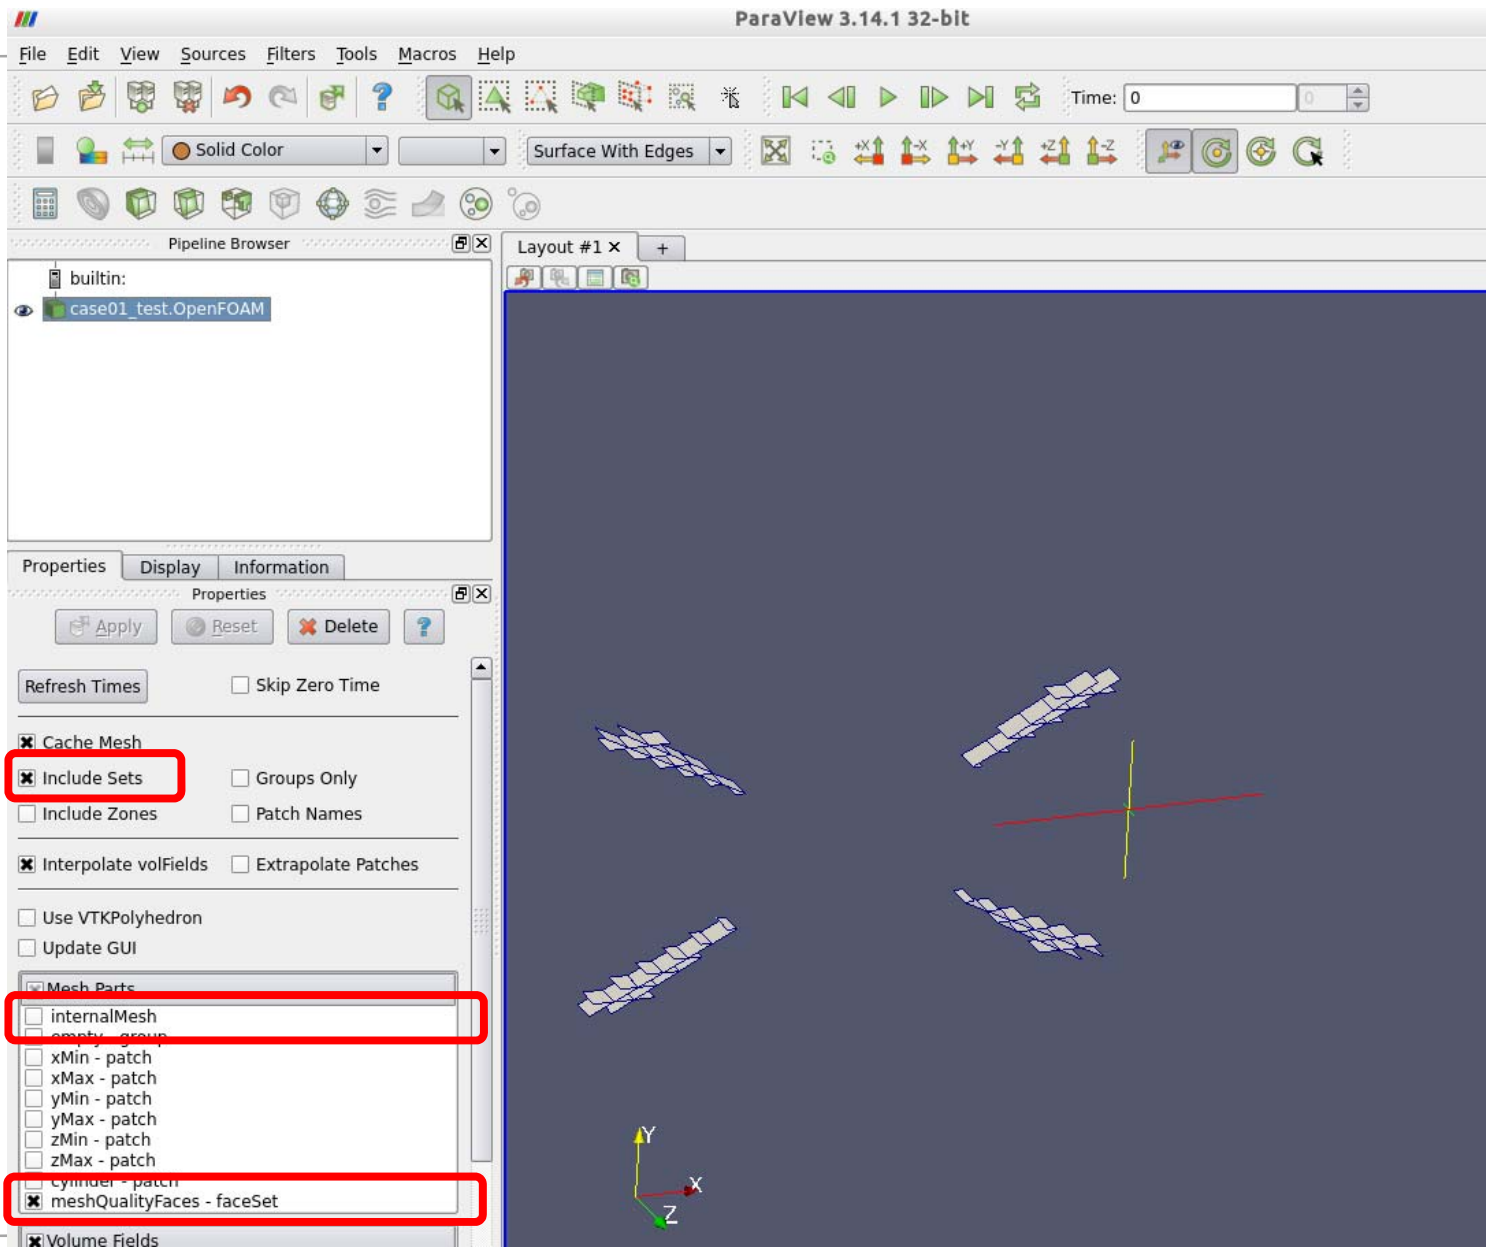 ParaView 3.14.1 32-bit
File Edit View Sources Filters Tools Macros Help
Time: 0 0
Solid Color Surface With Edges +X -X +Y -Y +Z -Z
Pipeline Browser Layout #1 +
builtin:
case01_test.OpenFOAM
Properties Display Information
Properties
Apply Reset Delete ?
Refresh Times Skip Zero Time
Cache Mesh
Include Sets Groups Only
Include Zones Patch Names
Interpolate volFields Extrapolate Patches
Use VTKPolyhedron
Update GUI
Mesh Parts
internalMesh
empty - group
xMin - patch
xMax - patch
yMin - patch
yMax - patch
zMin - patch
zMax - patch
cylinder - patch
meshQualityFaces - faceSet
Volume Fields
Y
X
Z